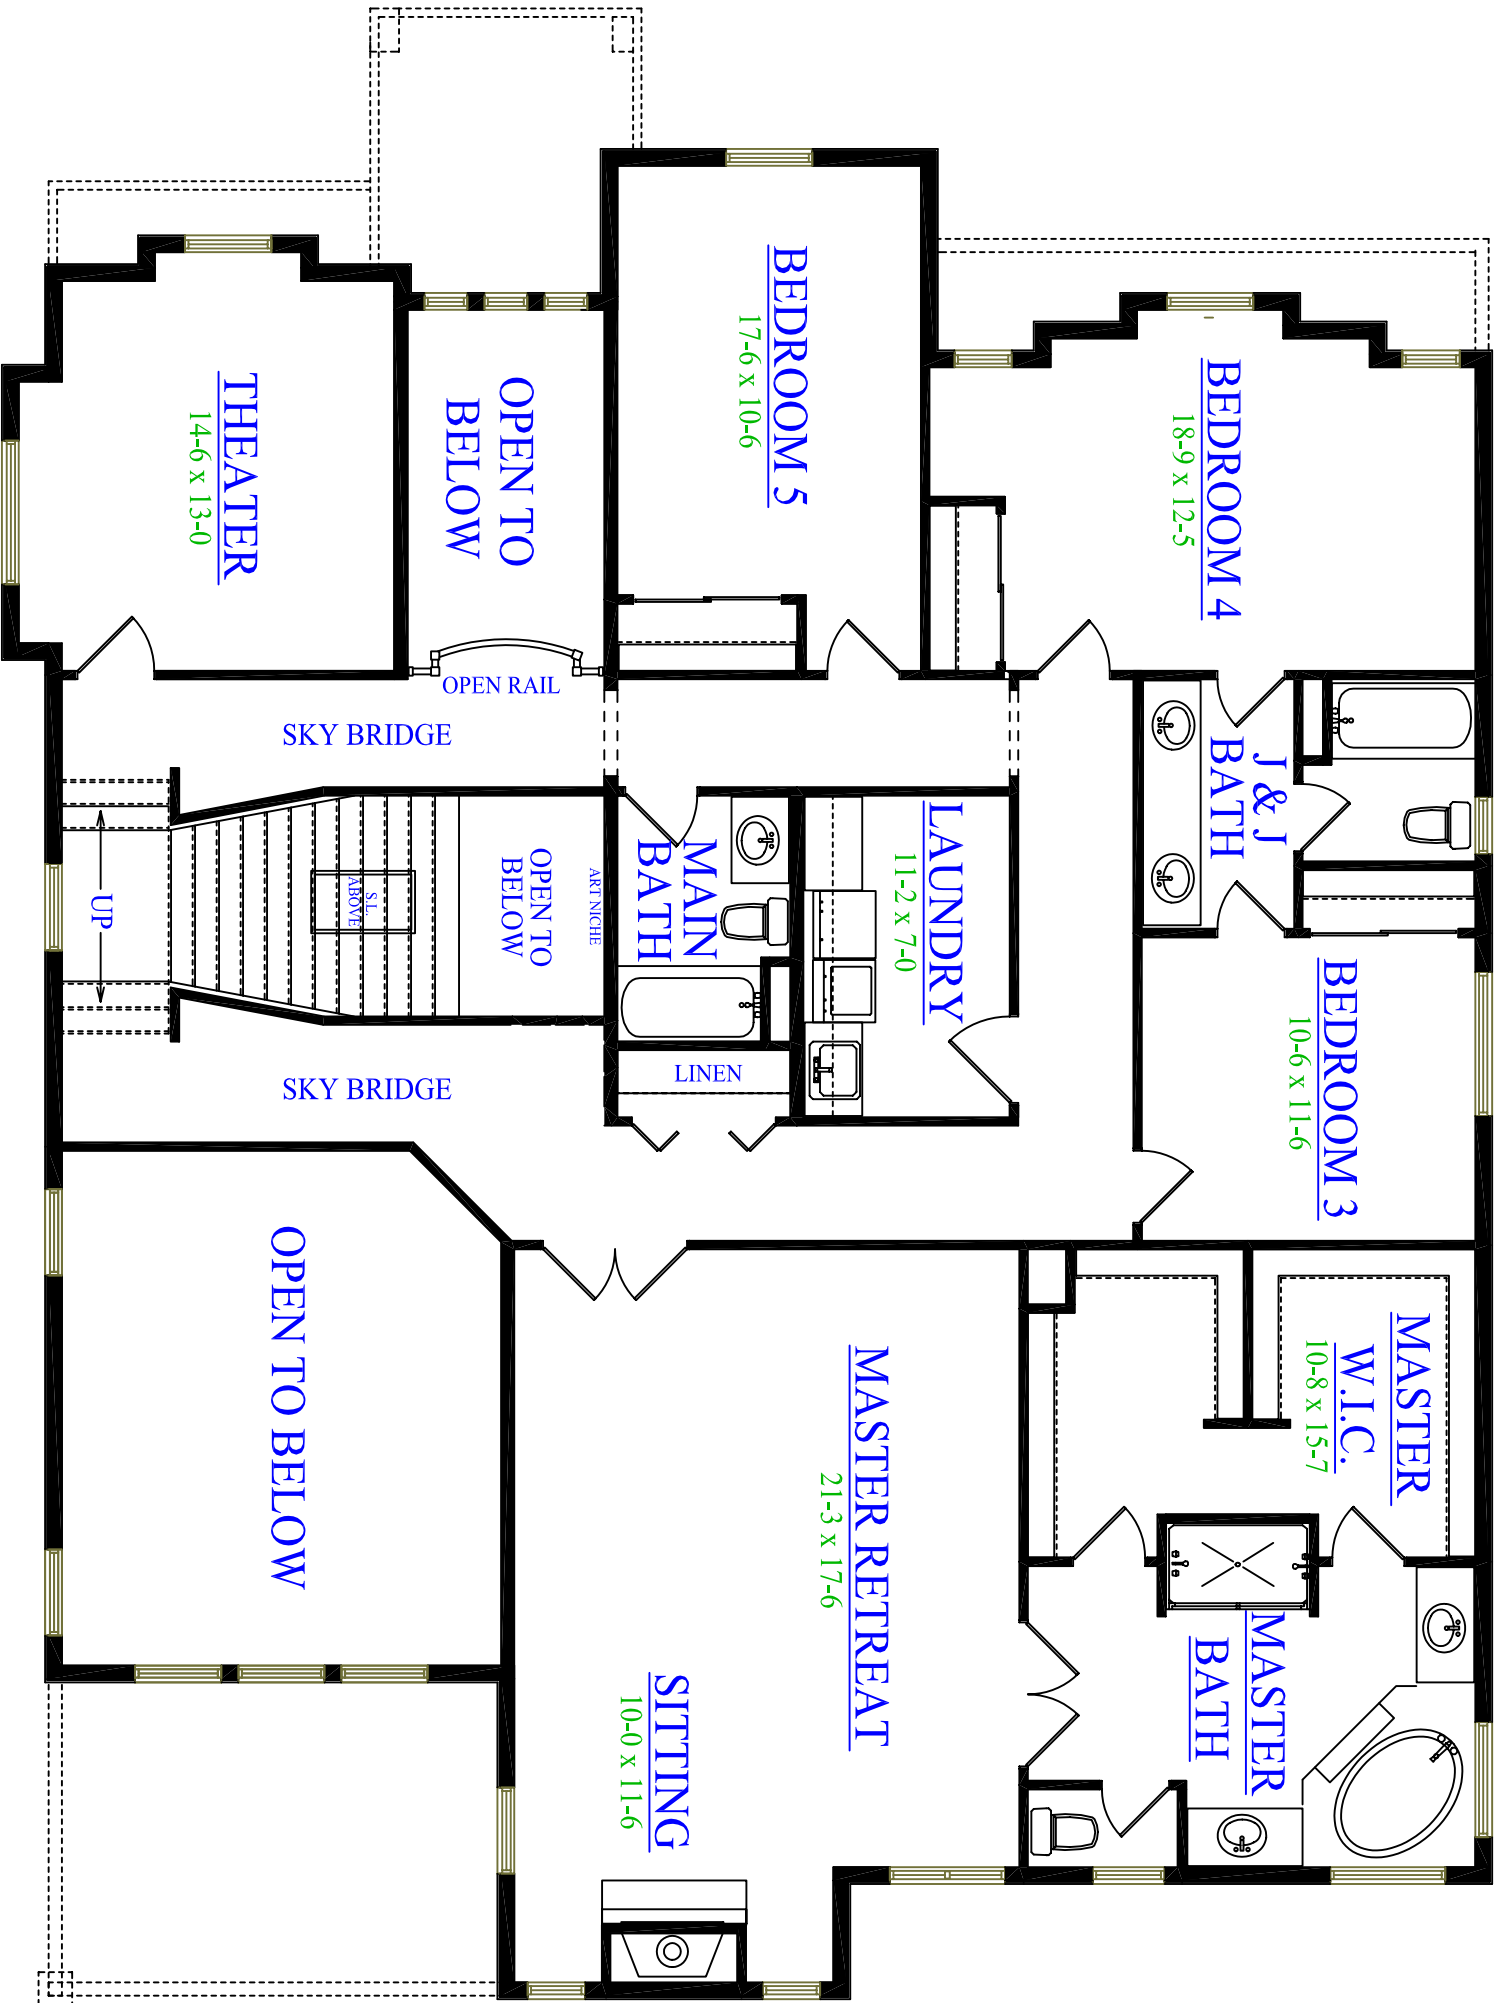 BEDROOM 4
18-9 x 12-5
BEDROOM 5
17-6 x 10-6
OPEN TO
BELOW
THEATER
14-6 x 13-0
OPEN RAIL
SKY BRIDGE
J & J
BATH
LAUNDRY
11-2 x 7-0
MAIN
BATH
ART NICHE
OPEN TO
BELOW
S.L.
ABOVE
UP
BEDROOM 3
10-6 x 11-6
LINEN
SKY BRIDGE
MASTER
W.I.C.
10-8 x 15-7
MASTER RETREAT
21-3 x 17-6
OPEN TO BELOW
MASTER
BATH
SITTING
10-0 x 11-6